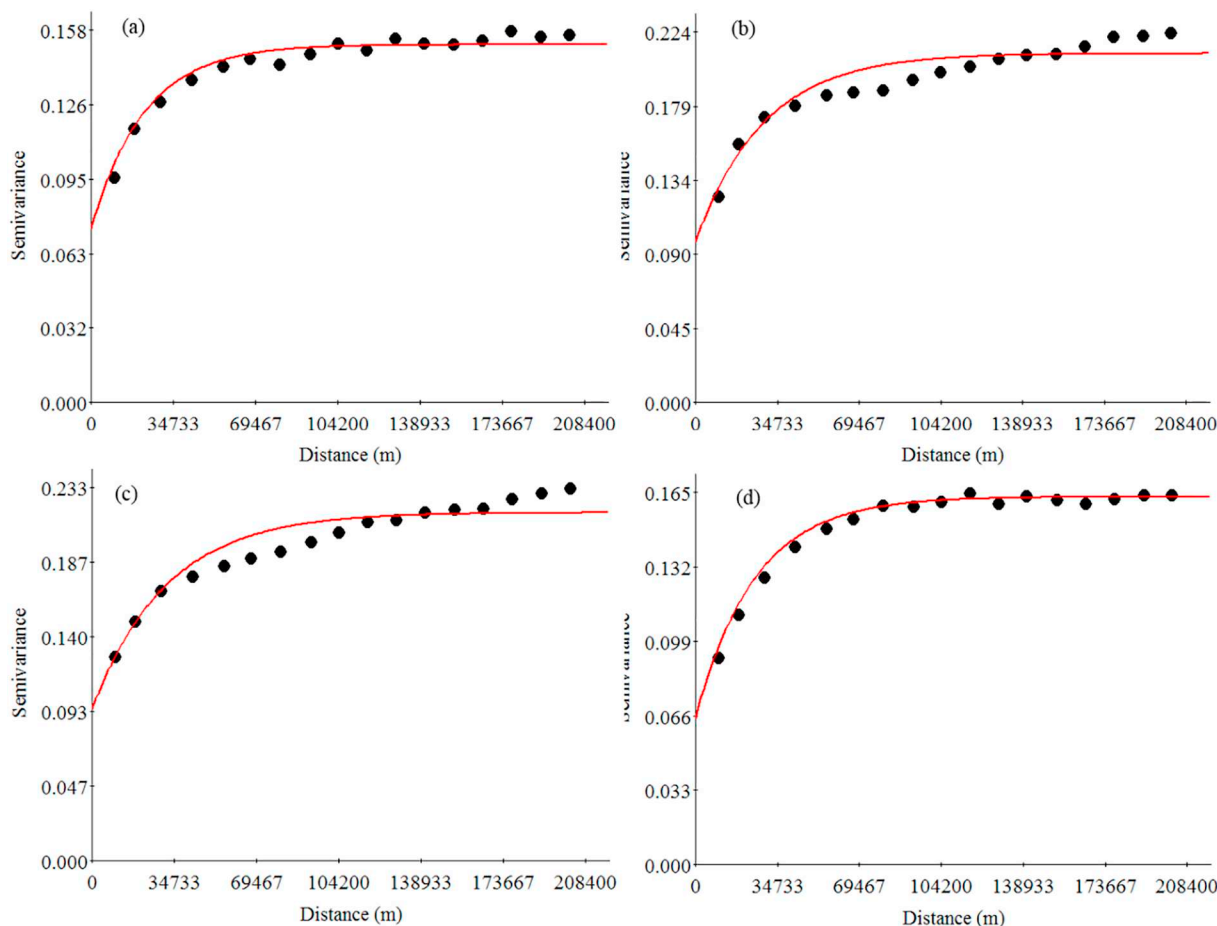 (a)
0.158
0.126
0.095
0.063
0.032
0.000
Semivariance
0 34733 69467 104200 138933 173667 208400
Distance (m)
(b)
0.224
0.179
0.134
0.090
0.045
0.000
Semivariance
0 34733 69467 104200 138933 173667 208400
Distance (m)
(c)
0.233
0.187
0.140
0.093
0.047
0.000
Semivariance
0 34733 69467 104200 138933 173667 208400
Distance (m)
(d)
0.165
0.132
0.099
0.066
0.033
0.000
Semivariance
0 34733 69467 104200 138933 173667 208400
Distance (m)